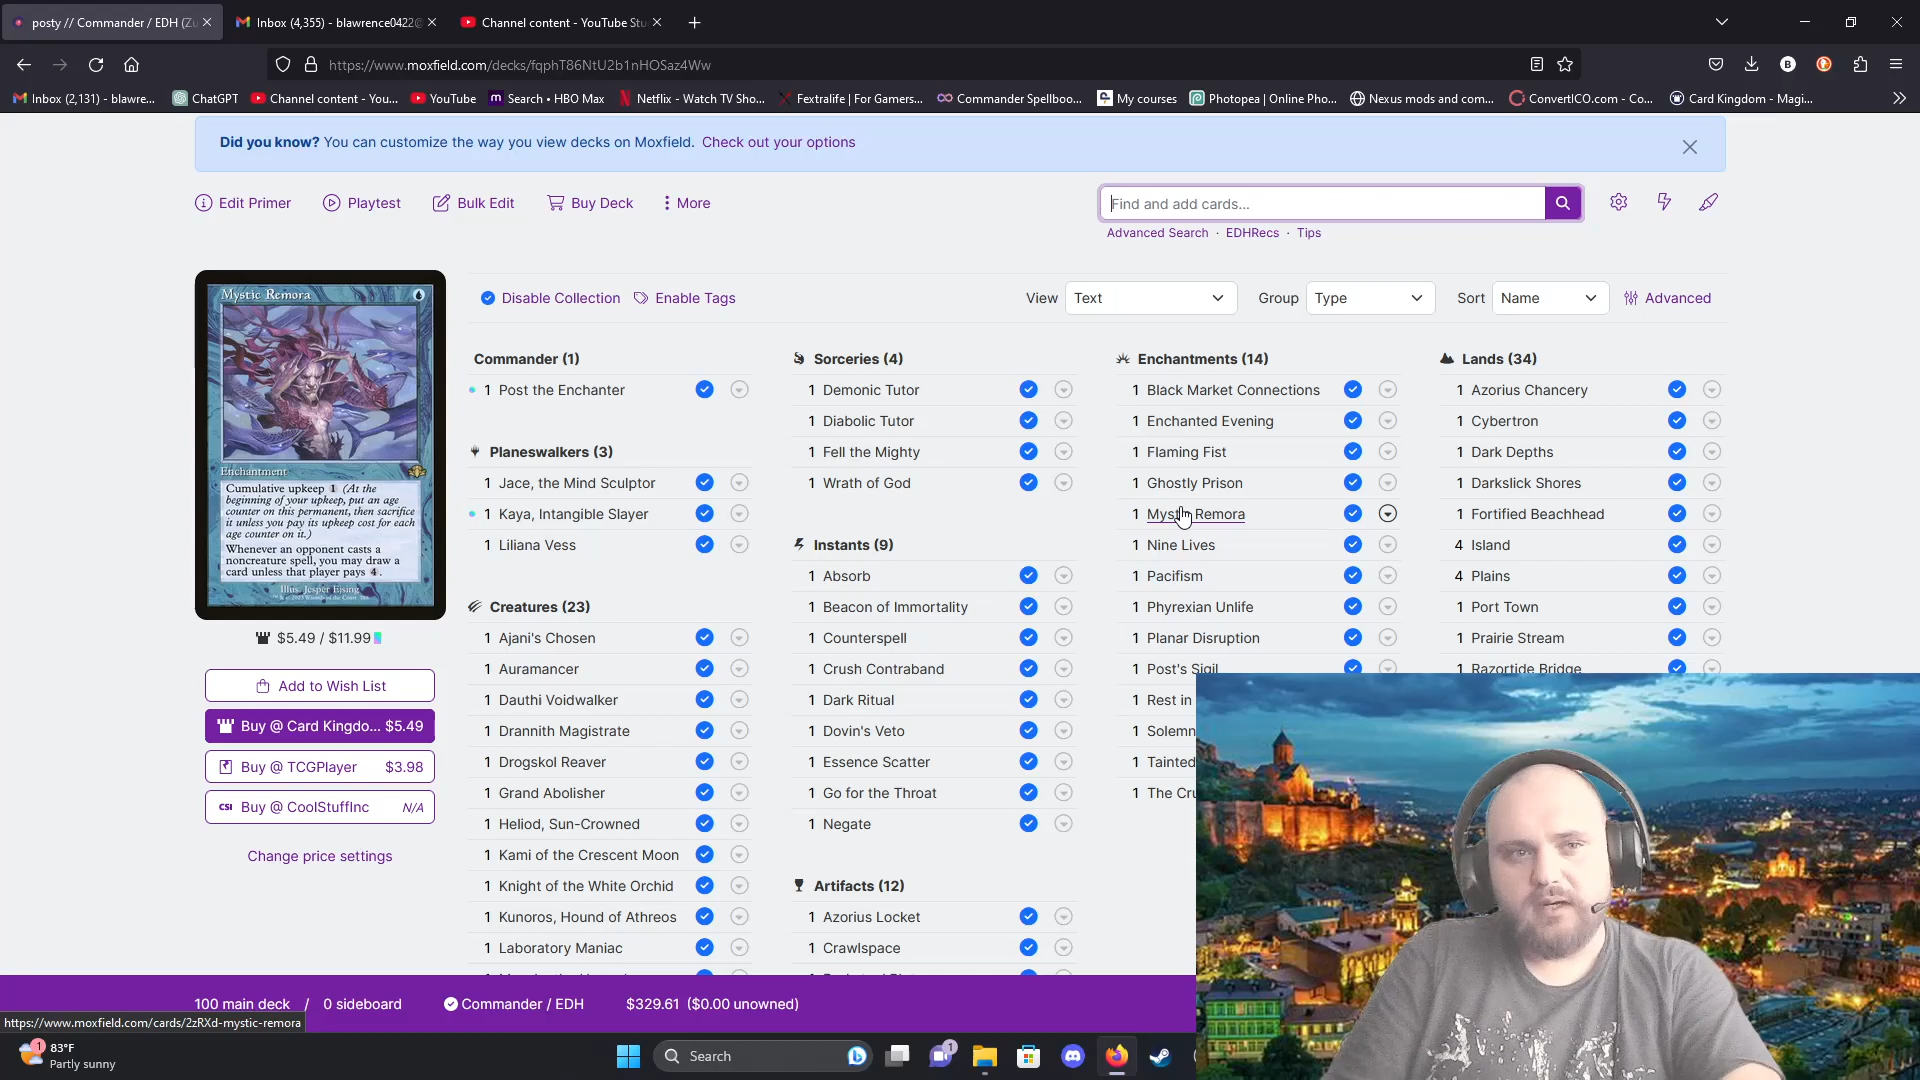 posty // Commander / EDH (Zu
Inbox (4,355) - blawrence0422@
Channel content - YouTube Stu
https://www.moxfield.com/decks/fqphT86NtU2b1nHOSaz4Ww
Inbox (2,131) - blawre...
ChatGPT
Channel content - You...
YouTube
Search • HBO Max
Netflix - Watch TV Sho...
Fextralife | For Gamers...
Commander Spellboo...
My courses
Photopea | Online Pho...
Nexus mods and com...
ConvertICO.com - Co...
Card Kingdom - Magi...
Did you know? You can customize the way you view decks on Moxfield. Check out your options
Edit Primer
Playtest
Bulk Edit
Buy Deck
More
Find and add cards...
Advanced Search · EDHRecs · Tips
Mystic Remora
Enchantment
Cumulative upkeep 1 (At the
beginning of your upkeep, put an age
counter on this permanent, then sacrifice
it unless you pay its upkeep cost for each
age counter on it.)
Whenever an opponent casts a
noncreature spell, you may draw a
card unless that player pays 4.
Illus. Jesper Ejsing
$5.49 / $11.99
Add to Wish List
Buy @ Card Kingdo... $5.49
Buy @ TCGPlayer $3.98
CSI Buy @ CoolStuffInc N/A
Change price settings
Disable Collection
Enable Tags
View Text
Group Type
Sort Name
Advanced
Commander (1)
1 Post the Enchanter
Planeswalkers (3)
1 Jace, the Mind Sculptor
1 Kaya, Intangible Slayer
1 Liliana Vess
Creatures (23)
1 Ajani's Chosen
1 Auramancer
1 Dauthi Voidwalker
1 Drannith Magistrate
1 Drogskol Reaver
1 Grand Abolisher
1 Heliod, Sun-Crowned
1 Kami of the Crescent Moon
1 Knight of the White Orchid
1 Kunoros, Hound of Athreos
1 Laboratory Maniac
Sorceries (4)
1 Demonic Tutor
1 Diabolic Tutor
1 Fell the Mighty
1 Wrath of God
Instants (9)
1 Absorb
1 Beacon of Immortality
1 Counterspell
1 Crush Contraband
1 Dark Ritual
1 Dovin's Veto
1 Essence Scatter
1 Go for the Throat
1 Negate
Artifacts (12)
1 Azorius Locket
1 Crawlspace
Enchantments (14)
1 Black Market Connections
1 Enchanted Evening
1 Flaming Fist
1 Ghostly Prison
1 Mystic Remora
1 Nine Lives
1 Pacifism
1 Phyrexian Unlife
1 Planar Disruption
1 Post's Sigil
1 Rest in
1 Solemn
1 Tainted
1 The Cru
Lands (34)
1 Azorius Chancery
1 Cybertron
1 Dark Depths
1 Darkslick Shores
1 Fortified Beachhead
4 Island
4 Plains
1 Port Town
1 Prairie Stream
1 Razortide Bridge
100 main deck / 0 sideboard
Commander / EDH
$329.61 ($0.00 unowned)
https://www.moxfield.com/cards/2zRXd-mystic-remora
1
83°F
Partly sunny
Search
1